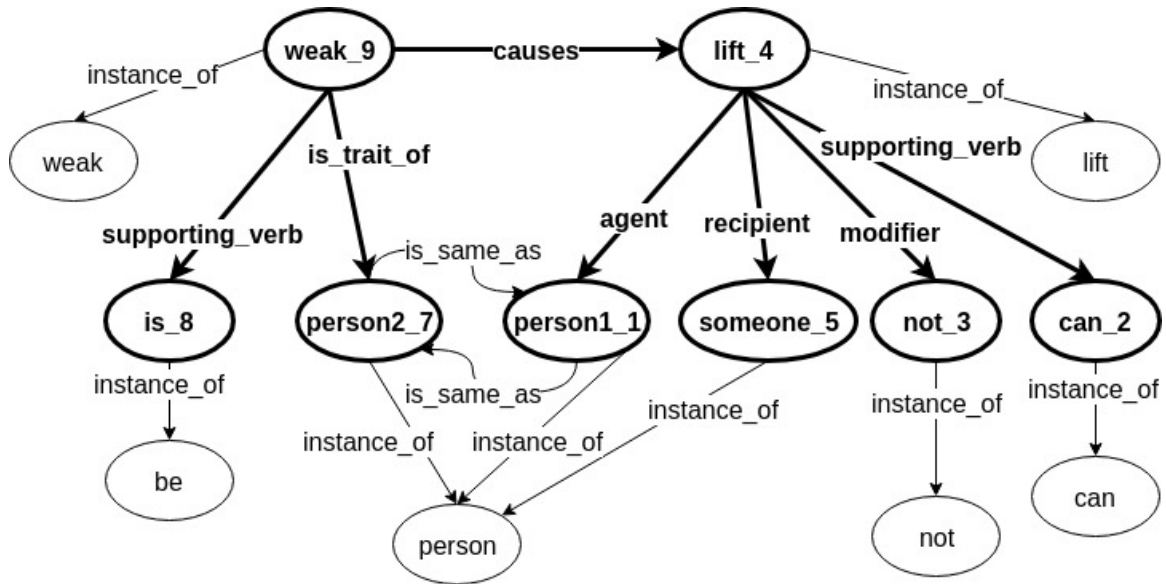 weak_9 causes lift_4
instance_of instance_of
weak is_trait_of supporting_verb lift
supporting_verb is_same_as agent recipient modifier
is_8 person2_7 person1_1 someone_5 not_3 can_2
instance_of is_same_as instance_of instance_of instance_of
instance_of instance_of
be can
person not